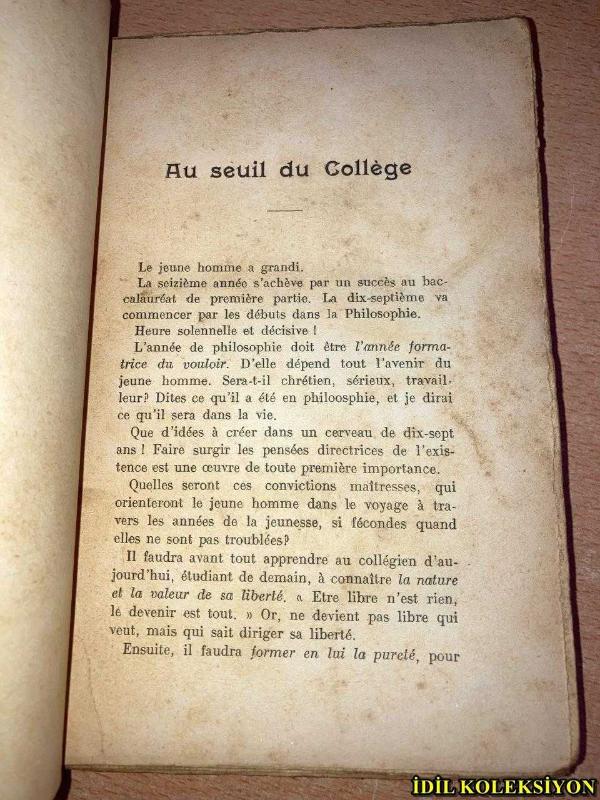 Au seuil du Collège
Le jeune homme a grandi.
La seizième année s'achève par un succès au bac-
calauréat de première partie. La dix-septième va
commencer par les débuts dans la Philosophie.
Heure solennelle et décisive !
L'année de philosophie doit être l'année forma-
trice du vouloir. D'elle dépend tout l'avenir du
jeune homme. Sera-t-il chrétien, sérieux, travail-
leur? Dites ce qu'il a été en philoosphie, et je dirai
ce qu'il sera dans la vie.
Que d'idées à créer dans un cerveau de dix-sept
ans ! Faire surgir les pensées directrices de l'exis-
tence est une œuvre de toute première importance.
Quelles seront ces convictions maîtresses, qui
orienteront le jeune homme dans le voyage à tra-
vers les années de la jeunesse, si fécondes quand
elles ne sont pas troublées?
Il faudra avant tout apprendre au collégien d'au-
jourd'hui, étudiant de demain, à connaître la nature
et la valeur de sa liberté. « Etre libre n'est rien,
le devenir est tout. » Or, ne devient pas libre qui
veut, mais qui sait diriger sa liberté.
Ensuite, il faudra former en lui la pureté, pour
İDİL KOLEKSİYON